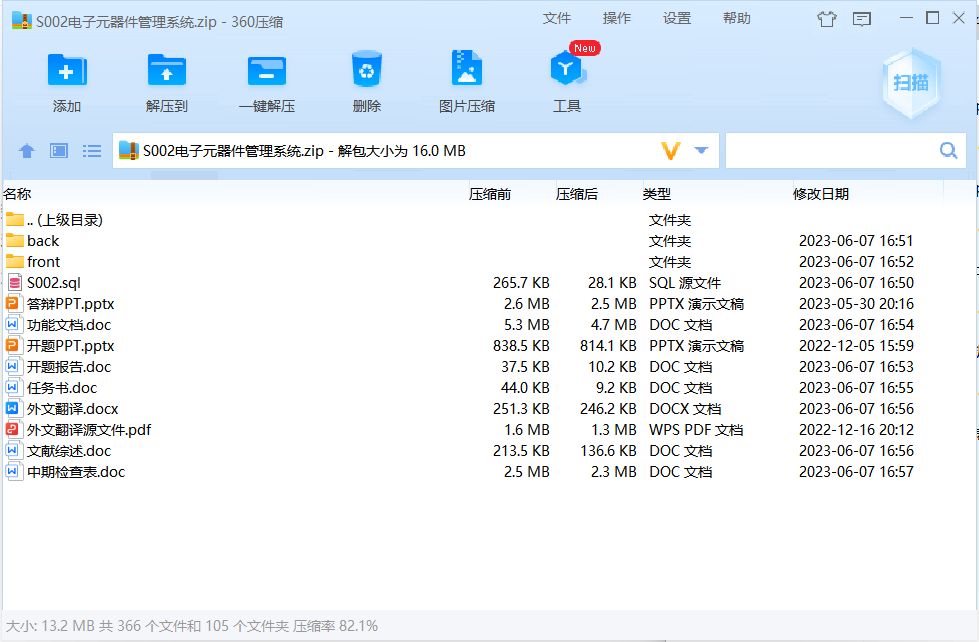 S002电子元器件管理系统.zip - 360压缩 文件 操作 设置 帮助
New
添加 解压到 一键解压 删除 图片压缩 工具 扫描
S002电子元器件管理系统.zip - 解包大小为 16.0 MB
名称 压缩前 压缩后 类型 修改日期
.. (上级目录) 文件夹
back 文件夹 2023-06-07 16:51
front 文件夹 2023-06-07 16:52
S002.sql 265.7 KB 28.1 KB SQL 源文件 2023-06-07 16:50
答辩PPT.pptx 2.6 MB 2.5 MB PPTX 演示文稿 2023-05-30 20:16
功能文档.doc 5.3 MB 4.7 MB DOC 文档 2023-06-07 16:54
开题PPT.pptx 838.5 KB 814.1 KB PPTX 演示文稿 2022-12-05 15:59
开题报告.doc 37.5 KB 10.2 KB DOC 文档 2023-06-07 16:53
任务书.doc 44.0 KB 9.2 KB DOC 文档 2023-06-07 16:55
外文翻译.docx 251.3 KB 246.2 KB DOCX 文档 2023-06-07 16:56
外文翻译源文件.pdf 1.6 MB 1.3 MB WPS PDF 文档 2022-12-16 20:12
文献综述.doc 213.5 KB 136.6 KB DOC 文档 2023-06-07 16:56
中期检查表.doc 2.5 MB 2.3 MB DOC 文档 2023-06-07 16:57
大小: 13.2 MB 共 366 个文件和 105 个文件夹 压缩率 82.1%